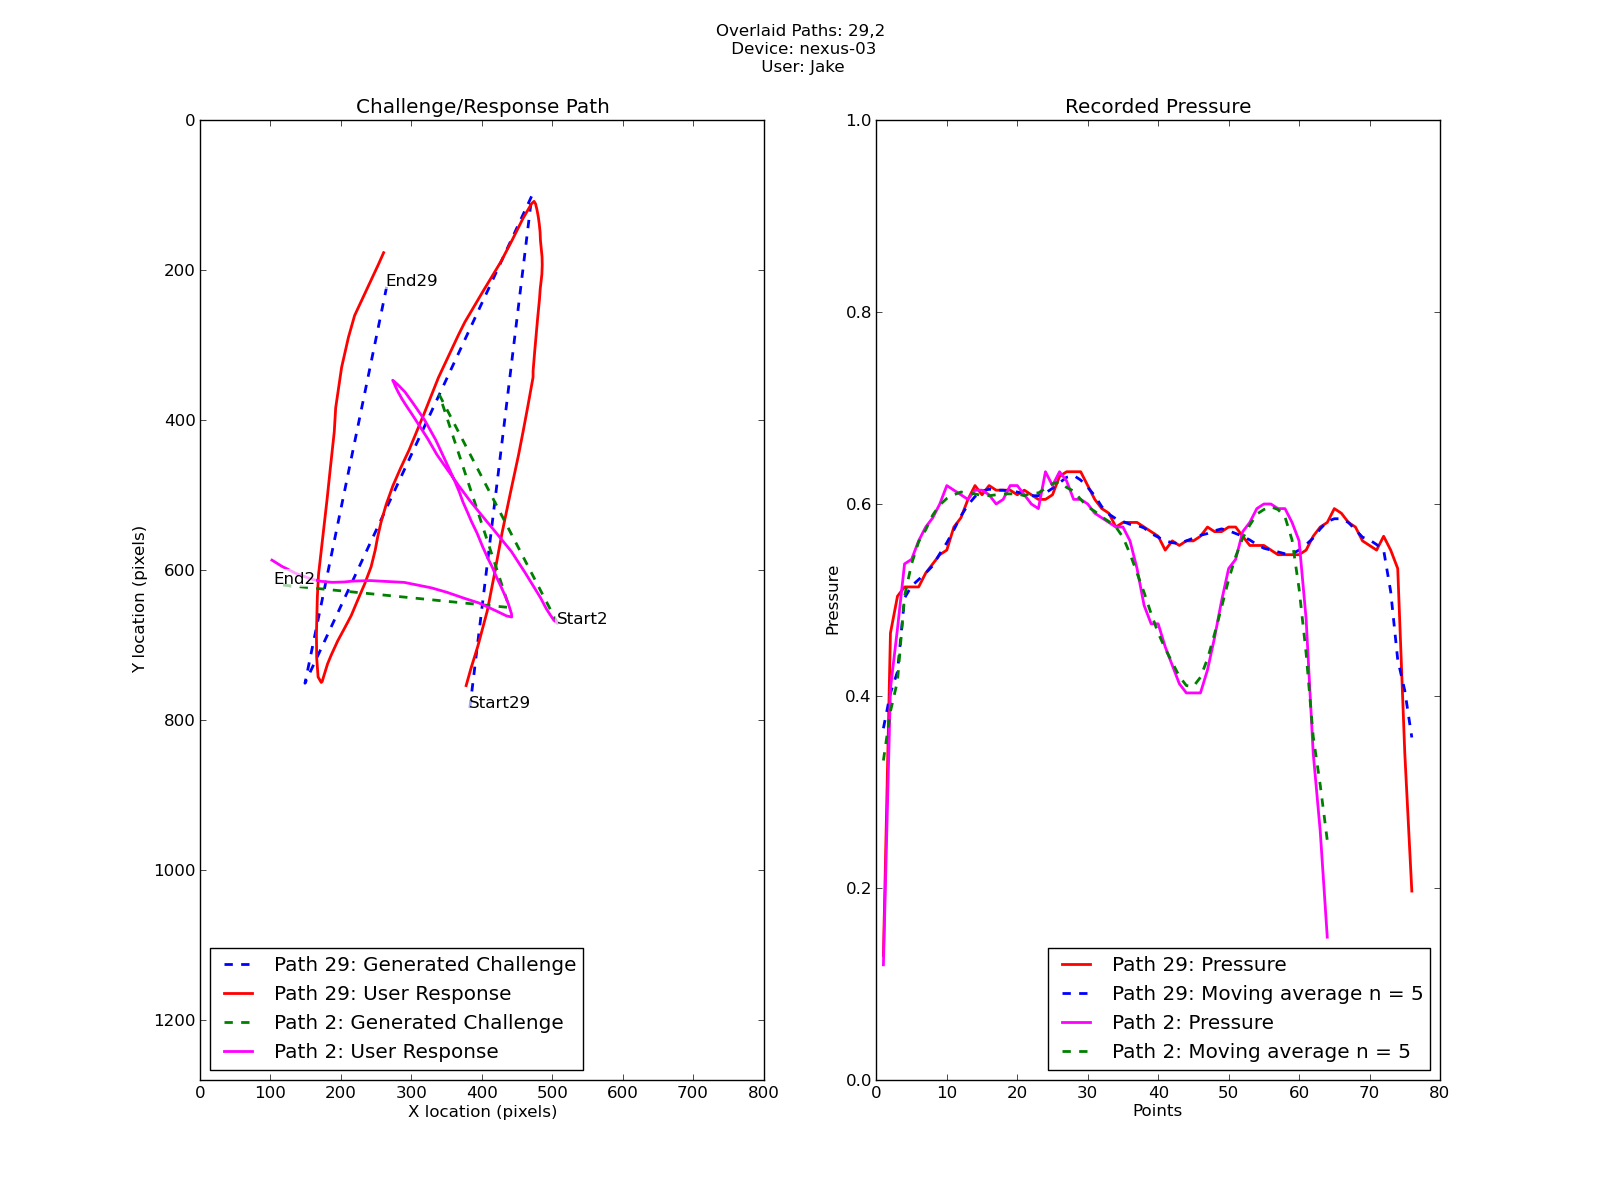 Overlaid Paths: 29,2
Device: nexus-03
User: Jake
Challenge/Response Path
Recorded Pressure
0
200
400
600
800
1000
1200
Y location (pixels)
End29
End2
Start2
Start29
Path 29: Generated Challenge
Path 29: User Response
Path 2: Generated Challenge
Path 2: User Response
0 100 200 300 400 500 600 700 800
X location (pixels)
1.0
0.8
0.6
0.4
0.2
0.0
Pressure
Path 29: Pressure
Path 29: Moving average n = 5
Path 2: Pressure
Path 2: Moving average n = 5
0 10 20 30 40 50 60 70 80
Points